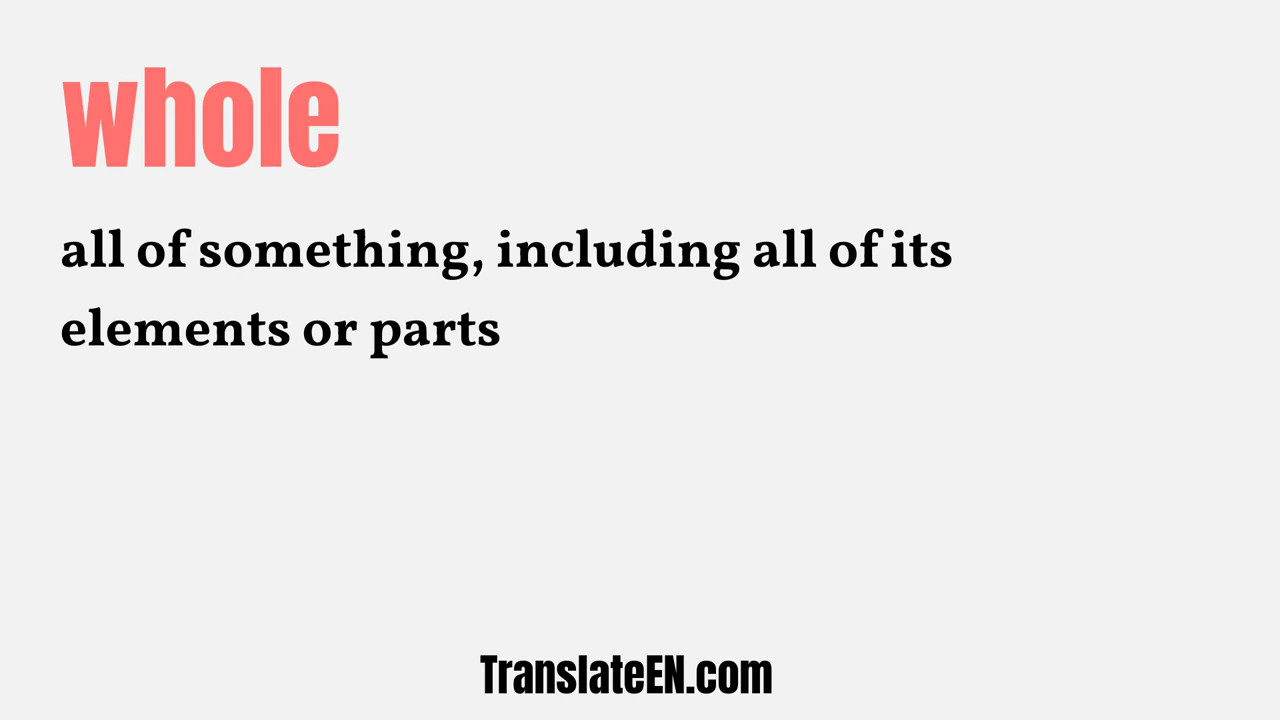 whole
all of something, including all of its
elements or parts
TranslateEN.com